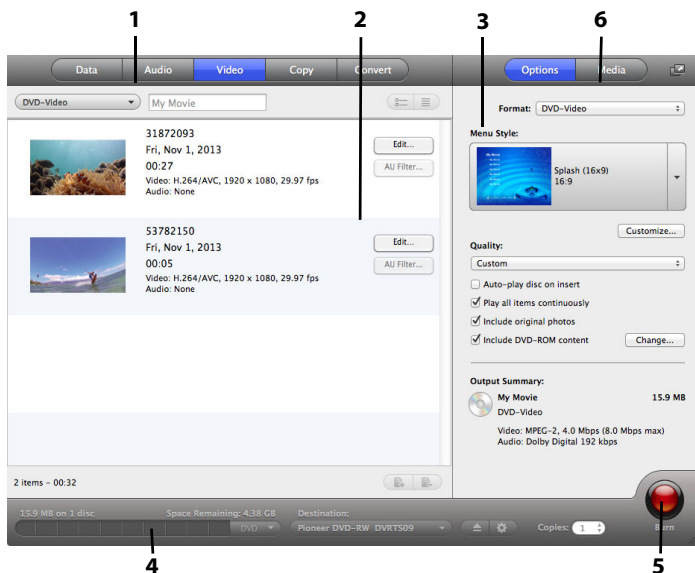 1
2
3
6
Data Audio Video Copy Convert
Options Media
DVD-Video
My Movie
31872093
Fri, Nov 1, 2013
00:27
Video: H.264/AVC, 1920 x 1080, 29.97 fps
Audio: None
Edit...
AU Filter...
53782150
Fri, Nov 1, 2013
00:05
Video: H.264/AVC, 1920 x 1080, 29.97 fps
Audio: None
Edit...
AU Filter...
2 items - 00:32
Format: DVD-Video
Menu Style:
My Movie
Splash (16x9)
16:9
Customize...
Quality:
Custom
Auto-play disc on insert
Play all items continuously
Include original photos
Include DVD-ROM content
Change...
Output Summary:
My Movie 15.9 MB
DVD-Video
Video: MPEG-2, 4.0 Mbps (8.0 Mbps max)
Audio: Dolby Digital 192 kbps
15.9 MB on 1 disc Space Remaining: 4.38 GB Destination:
DVD Pioneer DVD-RW DVRTS09 Copies: 1 Burn
4
5